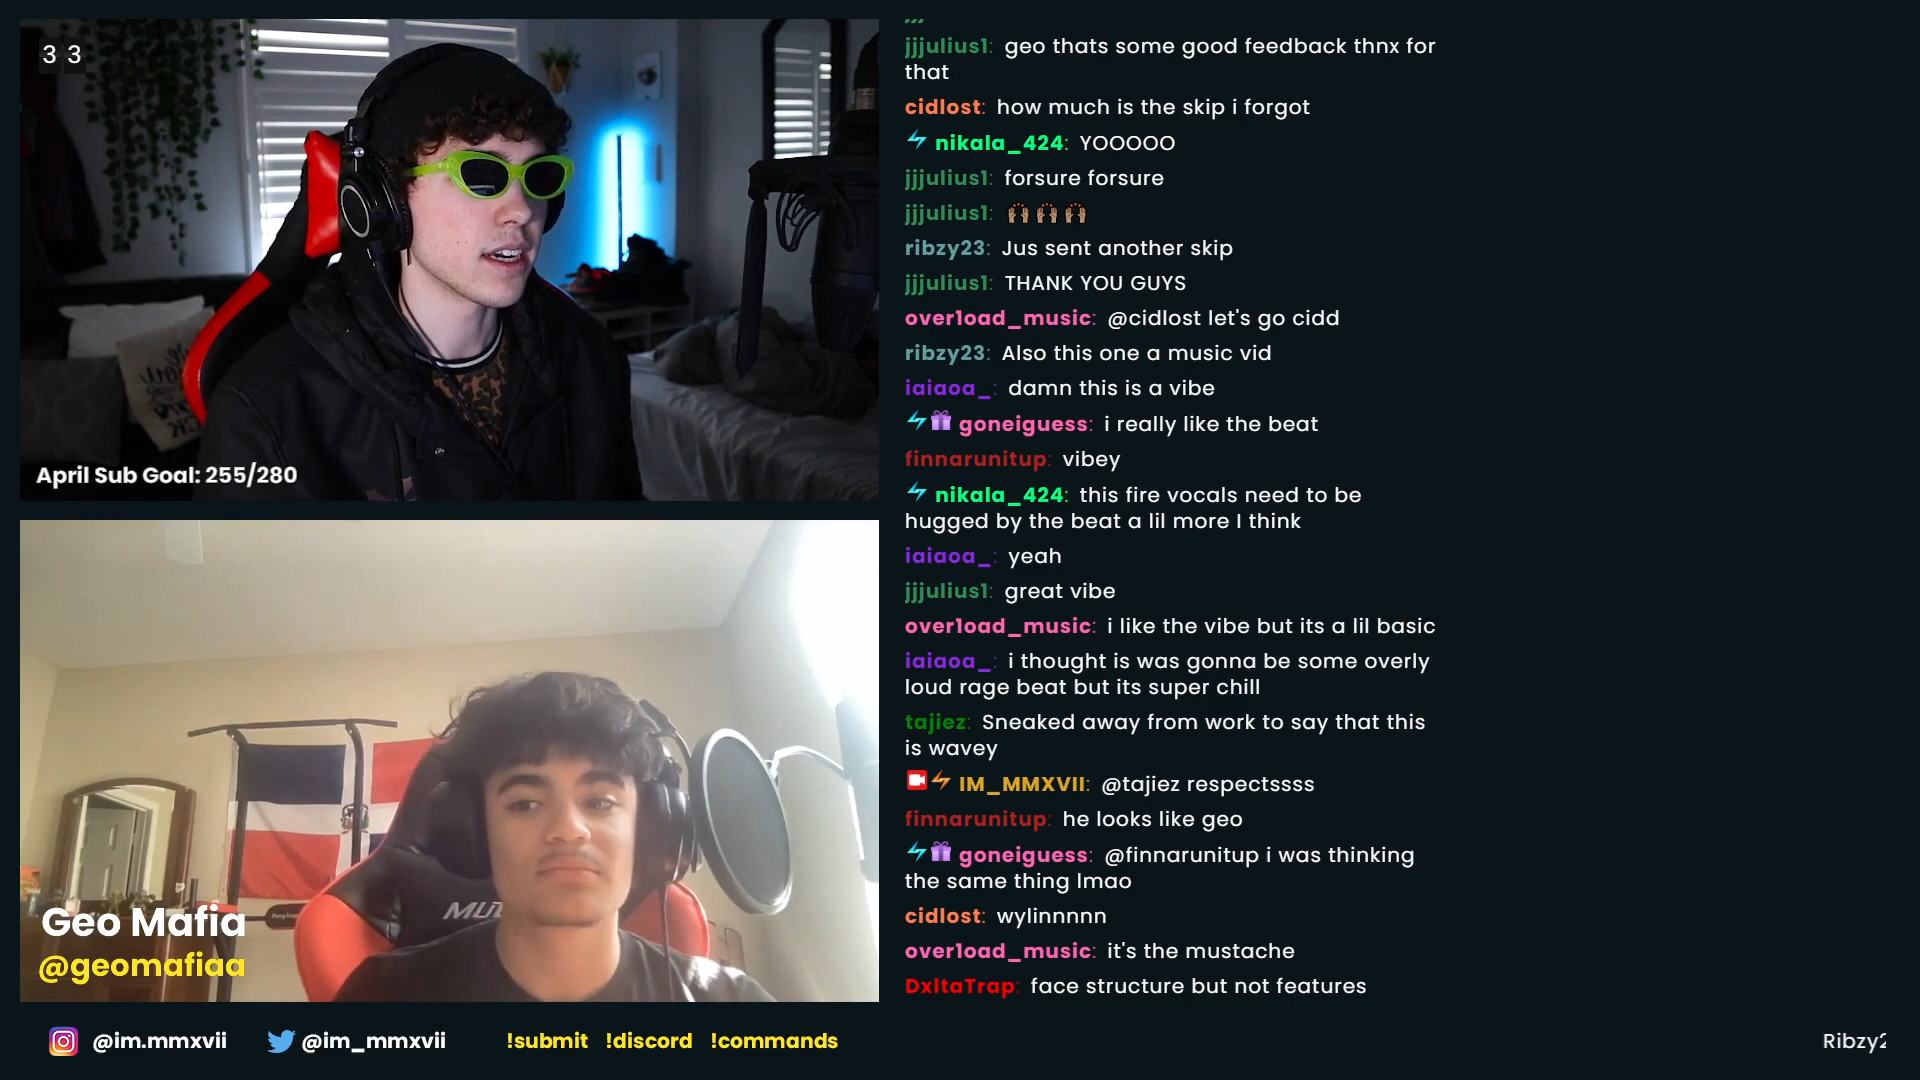 3 3
April Sub Goal: 255/280
Geo Mafia
@geomafiaa
jjjulius1: geo thats some good feedback thnx for
that
cidlost: how much is the skip i forgot
nikala_424: YOOOOO
jjjulius1: forsure forsure
jjjulius1:
ribzy23: Jus sent another skip
jjjulius1: THANK YOU GUYS
over1oad_music: @cidlost let's go cidd
ribzy23: Also this one a music vid
iaiaoa_: damn this is a vibe
goneiguess: i really like the beat
finnarunitup: vibey
nikala_424: this fire vocals need to be
hugged by the beat a lil more I think
iaiaoa_: yeah
jjjulius1: great vibe
over1oad_music: i like the vibe but its a lil basic
iaiaoa_: i thought is was gonna be some overly
loud rage beat but its super chill
tajiez: Sneaked away from work to say that this
is wavey
IM_MMXVII: @tajiez respectssss
finnarunitup: he looks like geo
goneiguess: @finnarunitup i was thinking
the same thing lmao
cidlost: wylinnnnn
over1oad_music: it's the mustache
DxltaTrap: face structure but not features
@im.mmxvii @im_mmxvii !submit !discord !commands
Ribzy2